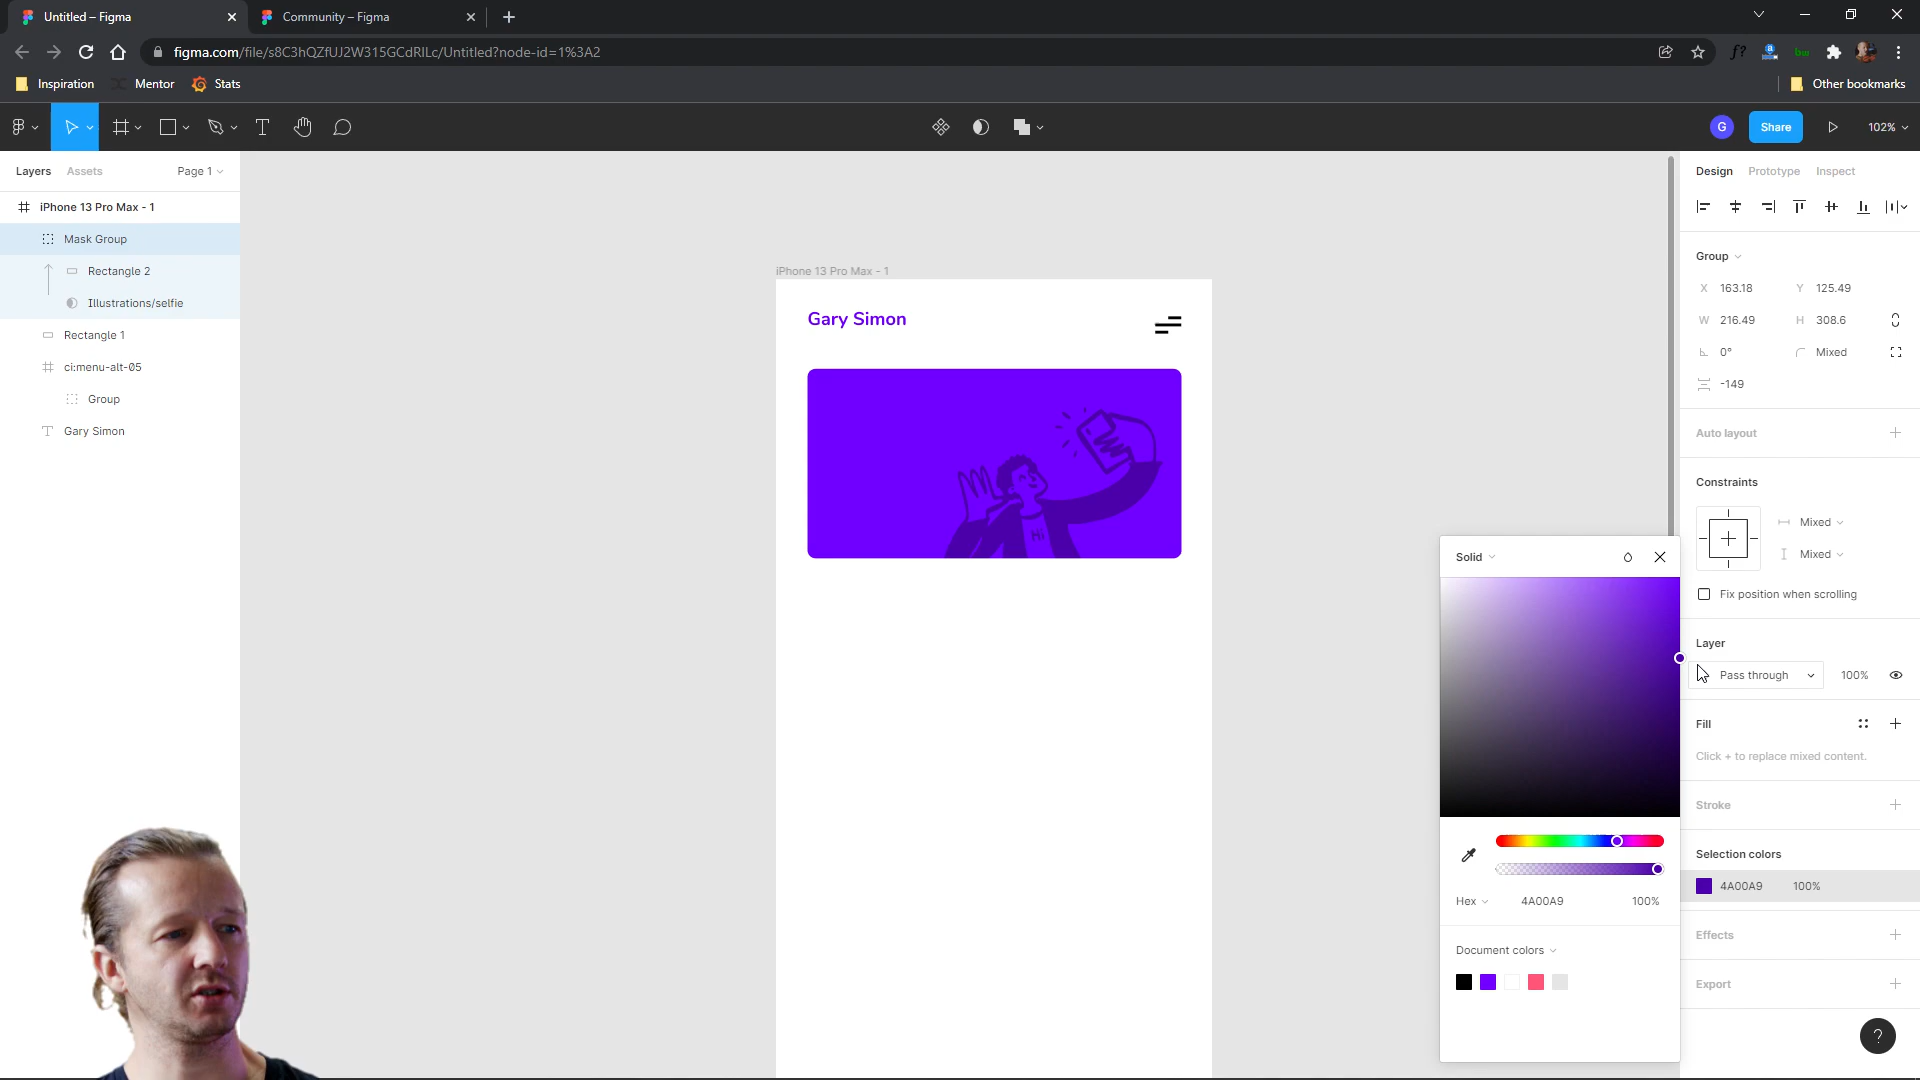 Untitled – Figma
Community – Figma
figma.com/file/s8C3hQZfUJ2W315GCdRlLc/Untitled?node-id=1%3A2
f?
a
bw
Inspiration
Mentor
Stats
Other bookmarks
G
Share
102%
Layers
Assets
Page 1
iPhone 13 Pro Max - 1
Mask Group
Rectangle 2
Illustrations/selfie
Rectangle 1
ci:menu-alt-05
Group
Gary Simon
iPhone 13 Pro Max - 1
Gary Simon
Hi
Design
Prototype
Inspect
Group
X 163.18
Y 125.49
W 216.49
H 308.6
0°
Mixed
-149
Auto layout
Constraints
Mixed
Mixed
Fix position when scrolling
Layer
Pass through
100%
Fill
Click + to replace mixed content.
Stroke
Selection colors
4A00A9
100%
Effects
Export
?
Solid
Hex
4A00A9
100%
Document colors